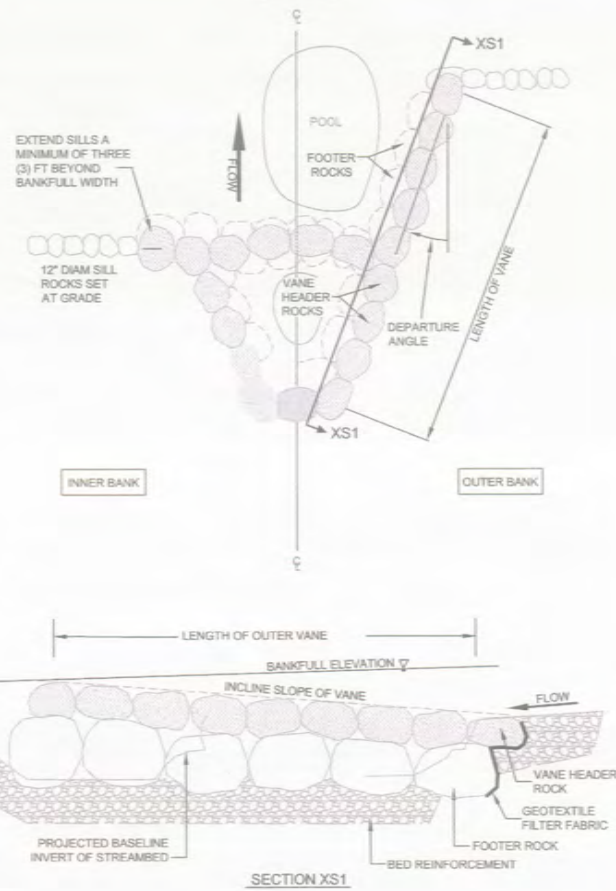 ℄
XS1
POOL
EXTEND SILLS A
MINIMUM OF THREE
(3) FT BEYOND
BANKFULL WIDTH
FLOW
FOOTER
ROCKS
12" DIAM SILL
ROCKS SET
AT GRADE
VANE
HEADER
ROCKS
DEPARTURE
ANGLE
LENGTH OF VANE
XS1
INNER BANK
OUTER BANK
℄
LENGTH OF OUTER VANE
BANKFULL ELEVATION
INCLINE SLOPE OF VANE
FLOW
VANE HEADER
ROCK
GEOTEXTILE
FILTER FABRIC
PROJECTED BASELINE
INVERT OF STREAMBED
FOOTER ROCK
BED REINFORCEMENT
SECTION XS1